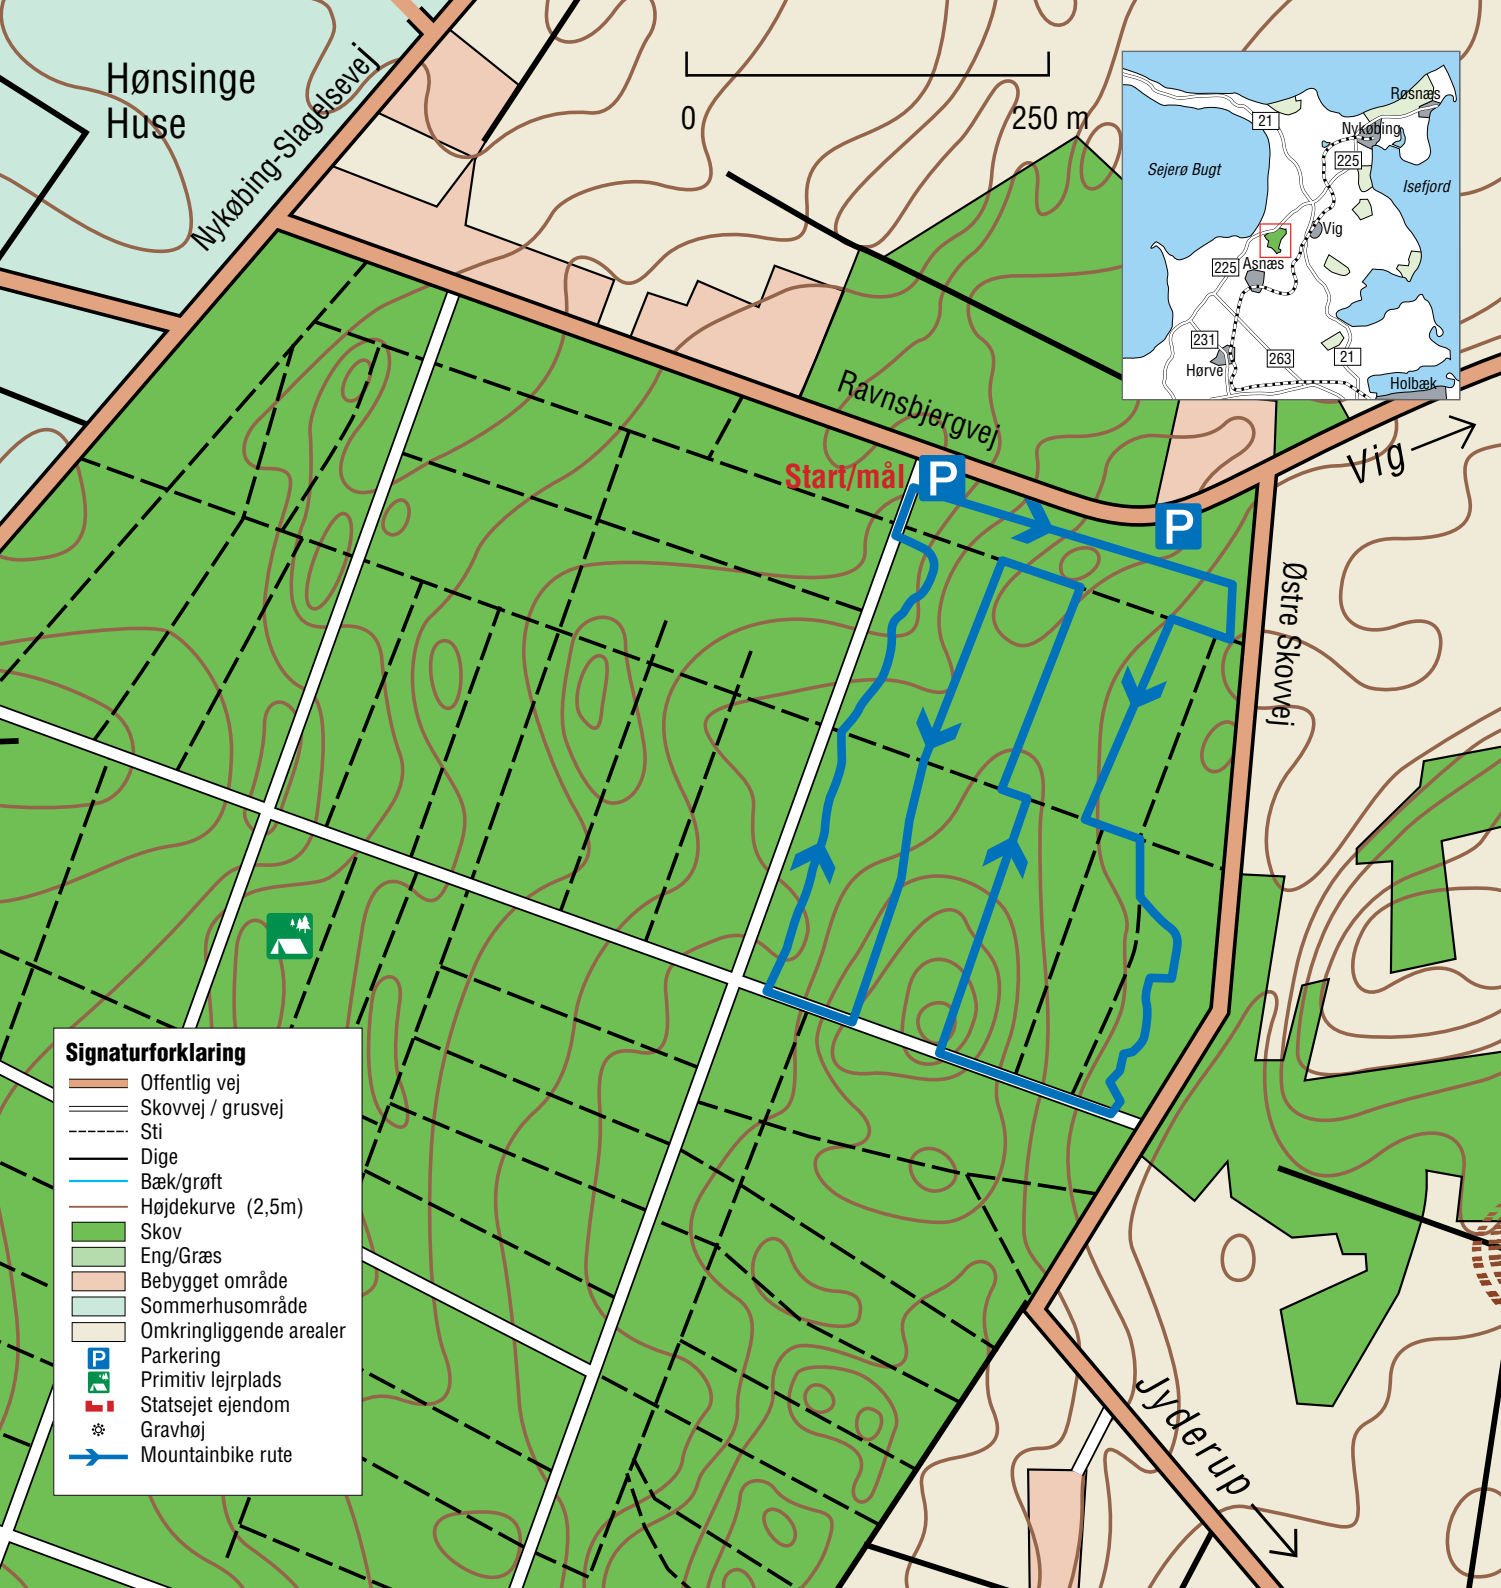 Hønsinge
Huse
Nykøbing-Slagelsevej
0
250 m
Ravnsbjergvej
Start/mål
P
P
Vig
Østre Skovvej
Jyderup
Røsnæs
21
Nykøbing
225
Sejerø Bugt
Isefjord
Vig
225
Asnæs
231
263
21
Hørve
Holbæk
Signaturforklaring
Offentlig vej
Skovvej / grusvej
Sti
Dige
Bæk/grøft
Højdekurve (2,5m)
Skov
Eng/Græs
Bebygget område
Sommerhusområde
Omkringliggende arealer
P Parkering
Primitiv lejrplads
Statsejet ejendom
Gravhøj
Mountainbike rute